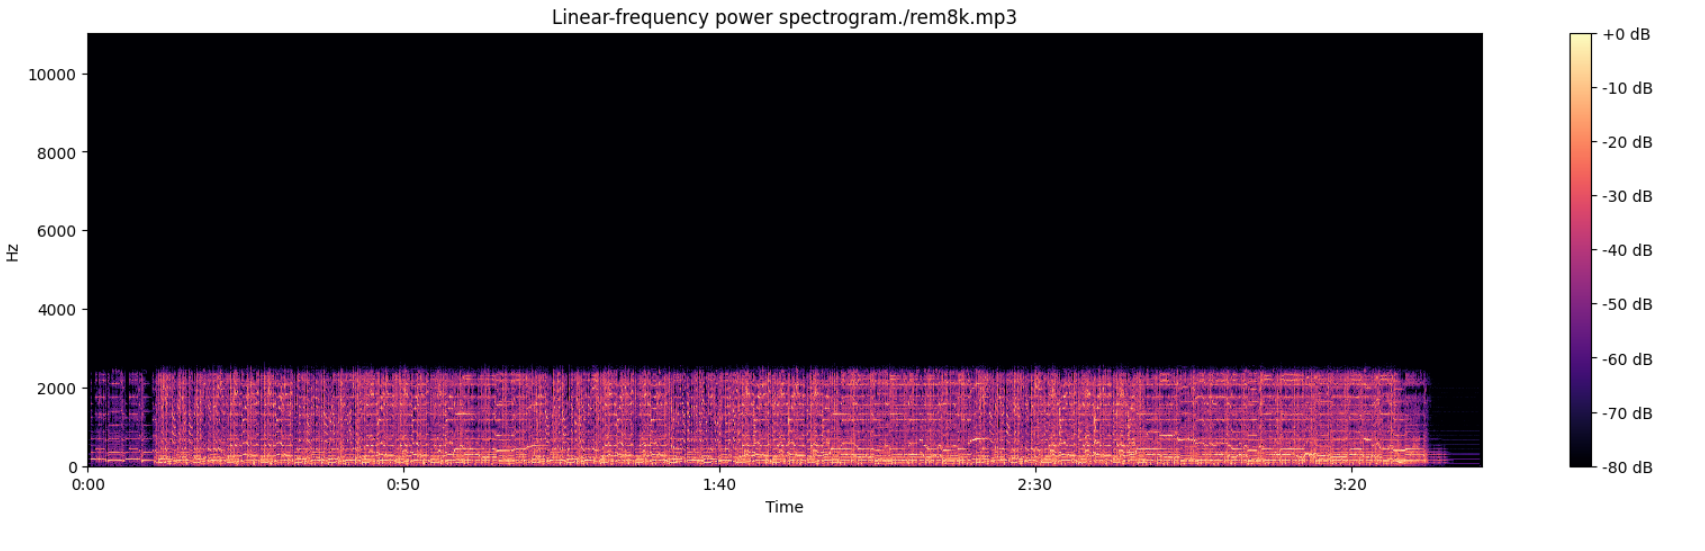 Linear-frequency power spectrogram./rem8k.mp3
10000
8000
6000
4000
2000
0
Hz
0:00 0:50 1:40 2:30 3:20
Time
+0 dB
-10 dB
-20 dB
-30 dB
-40 dB
-50 dB
-60 dB
-70 dB
-80 dB